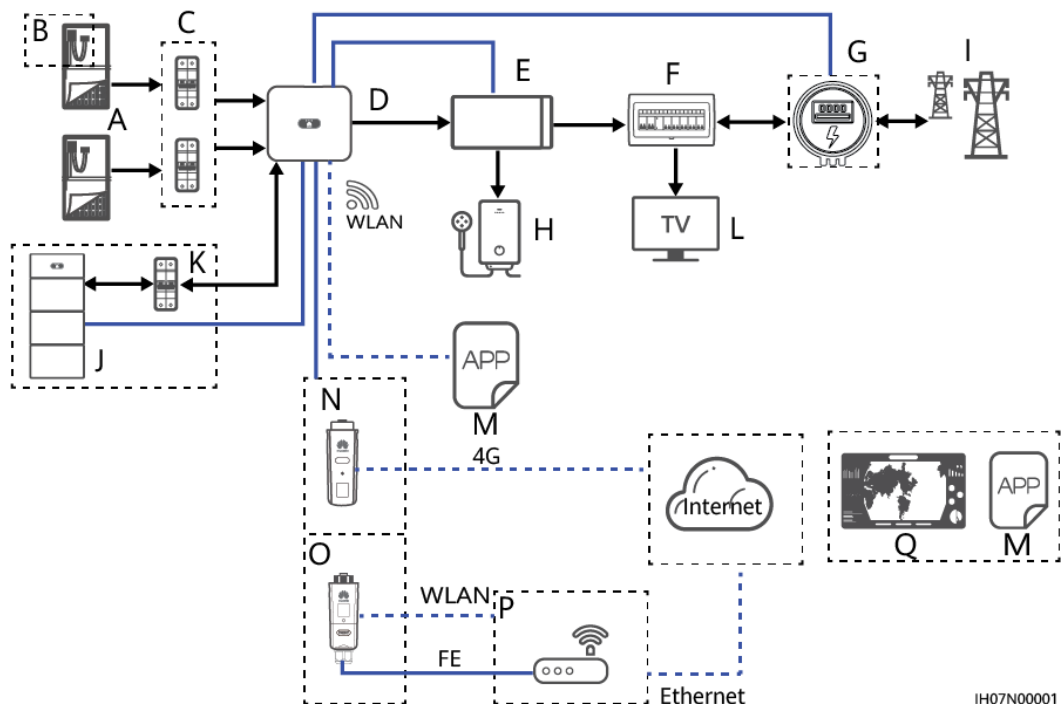 B
C
A
D
E
F
G
I
WLAN
H
TV
L
K
J
APP
M
4G
N
Internet
APP
Q
M
O
WLAN
P
FE
Ethernet
IH07N00001